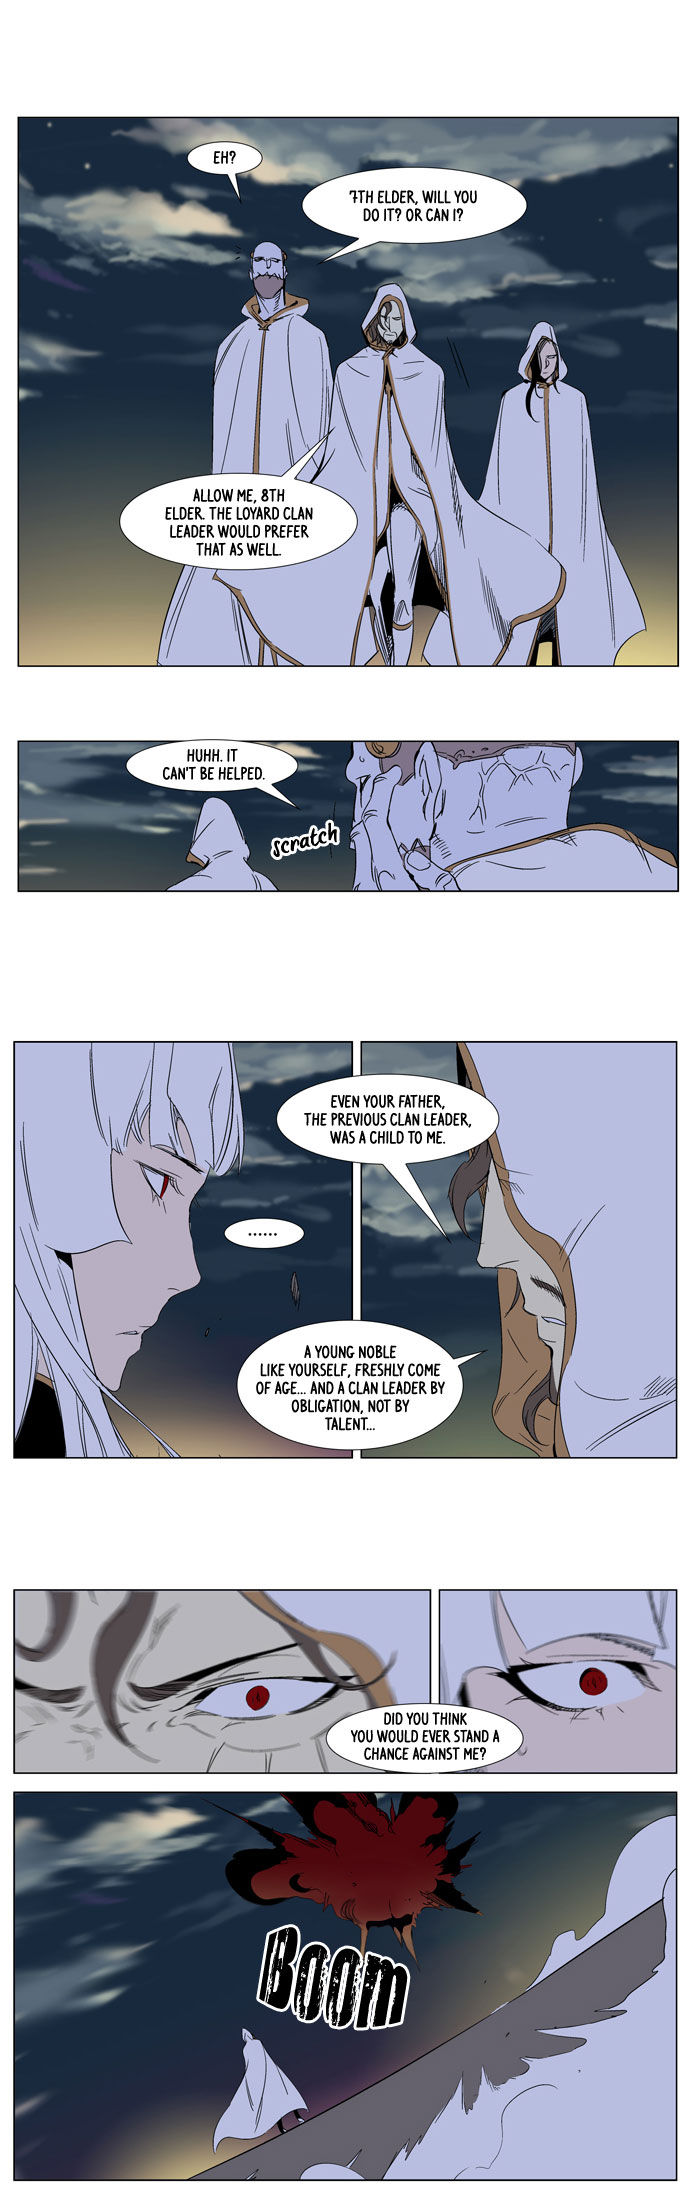 EH?
7TH ELDER, WILL YOU
DO IT? OR CAN I?
ALLOW ME, 8TH
ELDER. THE LOYARD CLAN
LEADER WOULD PREFER
THAT AS WELL.
HUHH. IT
CAN'T BE HELPED.
scratch
EVEN YOUR FATHER,
THE PREVIOUS CLAN LEADER,
WAS A CHILD TO ME.
......
A YOUNG NOBLE
LIKE YOURSELF, FRESHLY COME
OF AGE... AND A CLAN LEADER BY
OBLIGATION, NOT BY
TALENT...
DID YOU THINK
YOU WOULD EVER STAND A
CHANCE AGAINST ME?
BOOM